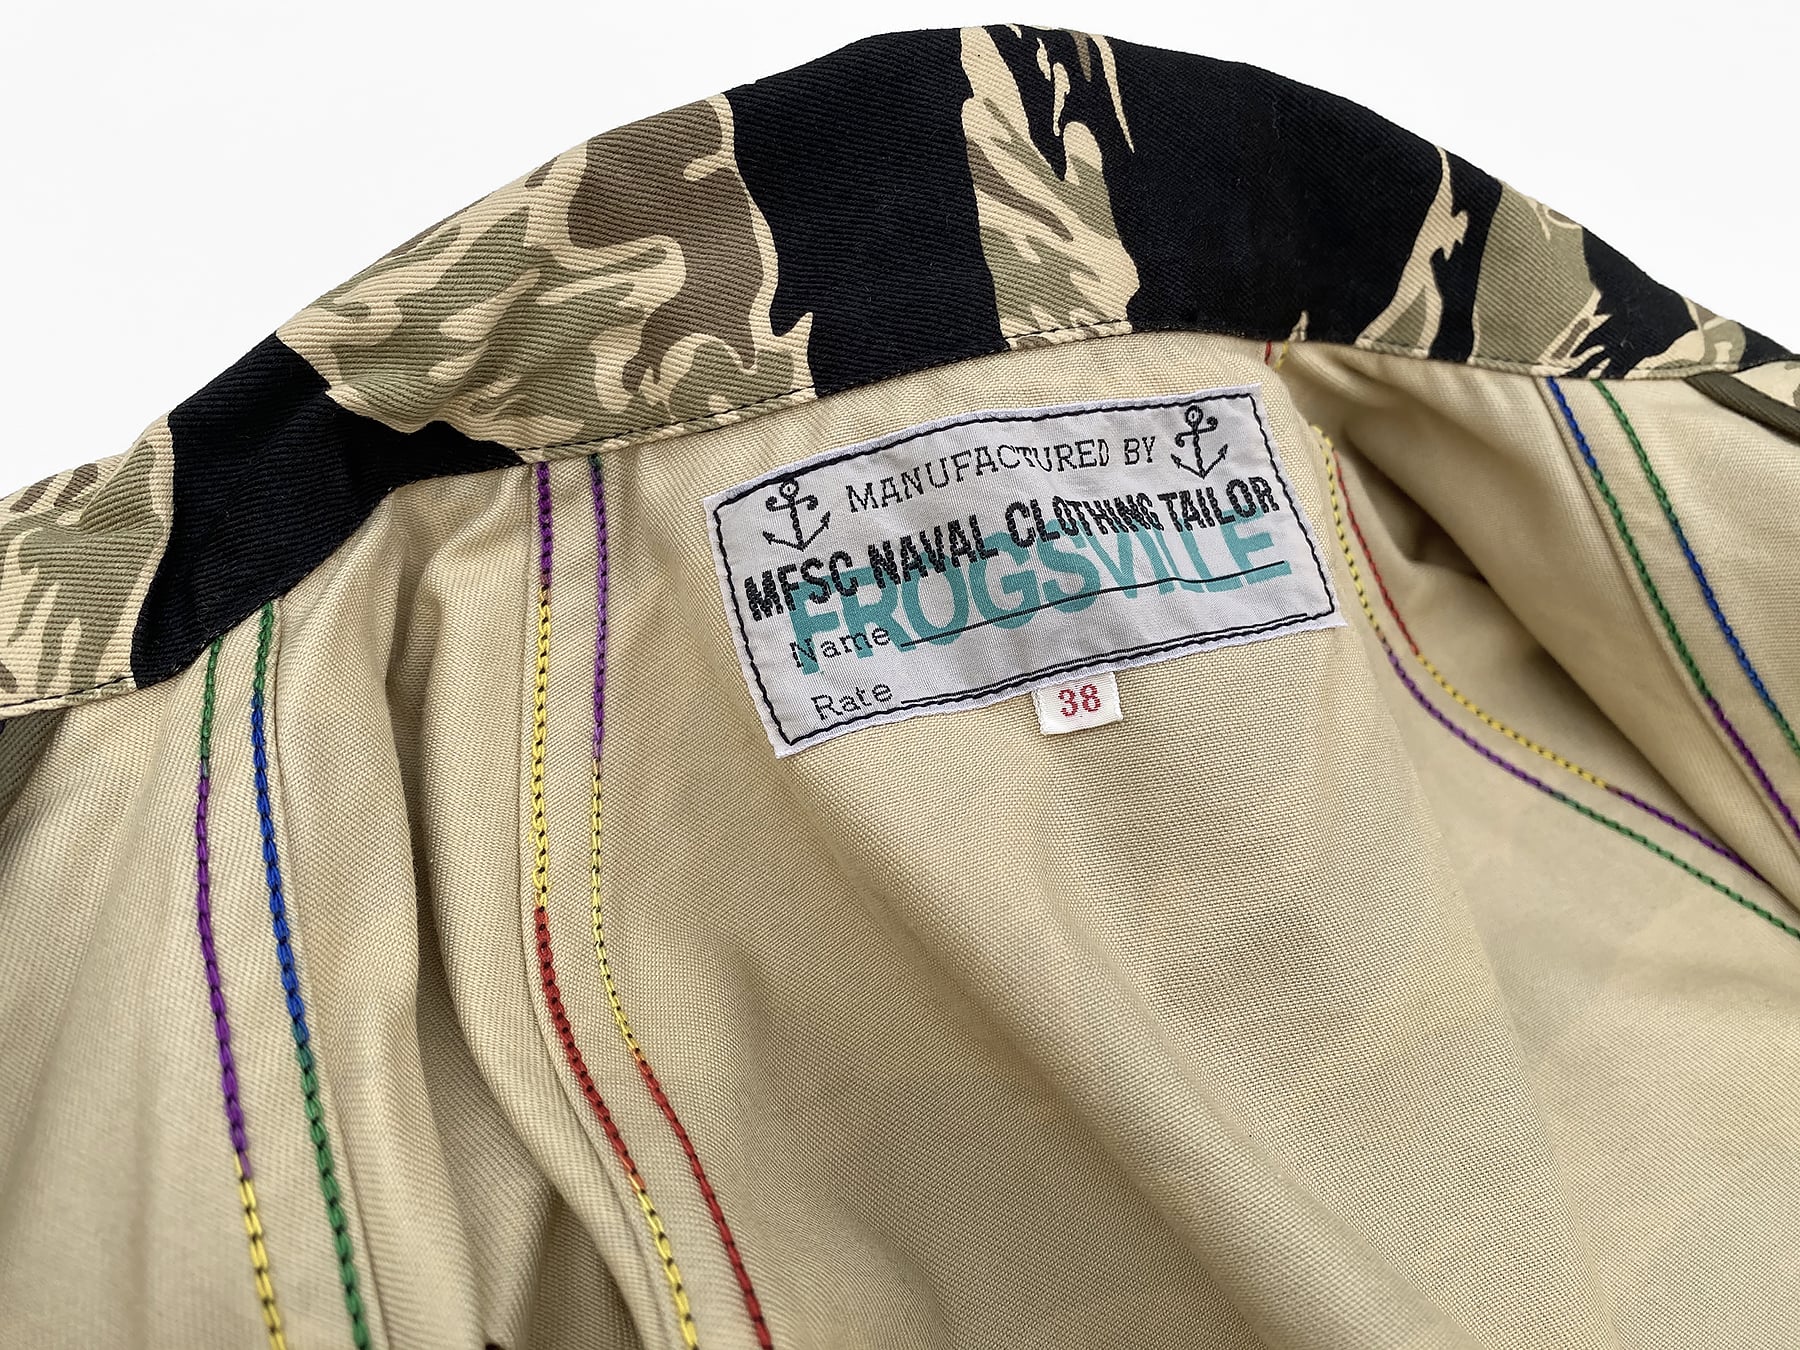 MANUFACTURED BY
MFSC NAVAL CLOTHING TAILOR
FROGSVILLE
Name
Rate
38